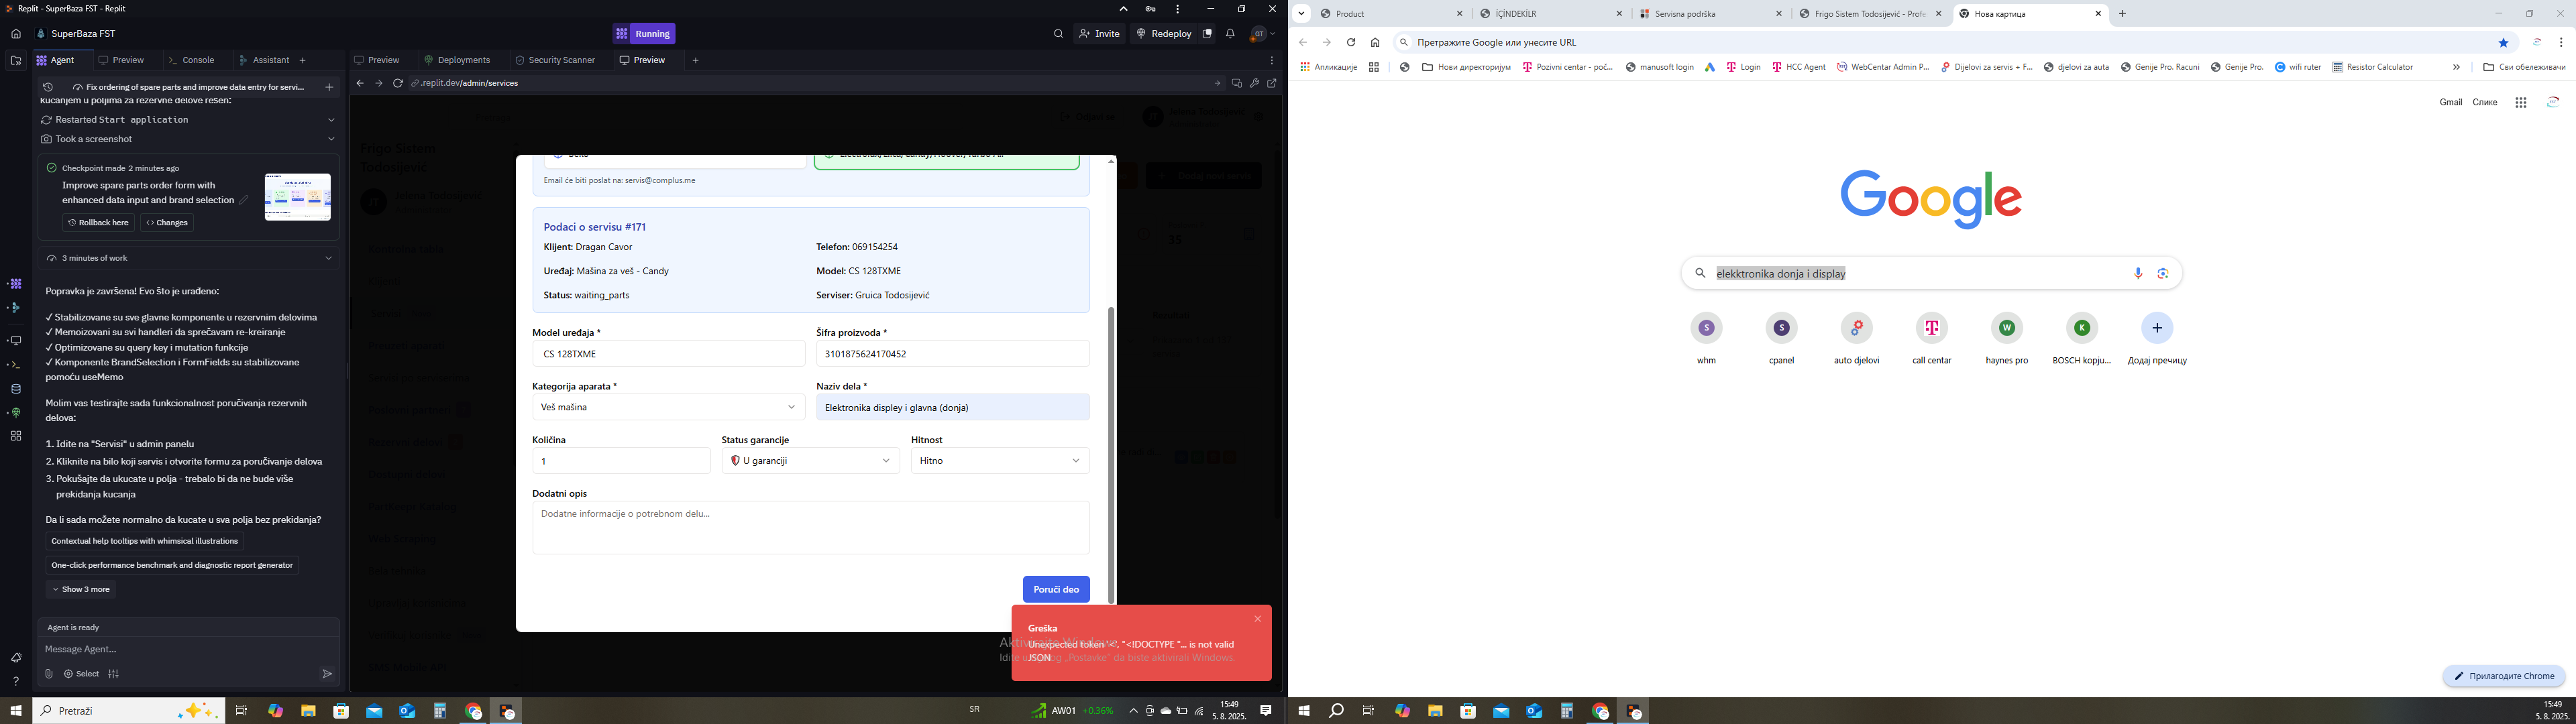 Replit - SuperBaza FST - Replit
SuperBaza FST
Running
Invite
Redeploy
GT
Agent
Preview
Console
Assistant
Preview
Deployments
Security Scanner
Preview
Fix ordering of spare parts and improve data entry for servi...
.replit.dev/admin/services
kucanjem u poljima za rezervne delove rešen:
Restarted Start application
Took a screenshot
Checkpoint made 2 minutes ago
Improve spare parts order form with
enhanced data input and brand selection
Rollback here
Changes
3 minutes of work
Popravka je završena! Evo što je urađeno:
✓ Stabilizovane su sve glavne komponente u rezervnim delovima
✓ Memoizovani su svi handleri da sprečavam re-kreiranje
✓ Optimizovane su query key i mutation funkcije
✓ Komponente BrandSelection i FormFields su stabilizovane
pomoću useMemo
Molim vas testirajte sada funkcionalnost poručivanja rezervnih
delova:
1. Idite na "Servisi" u admin panelu
2. Kliknite na bilo koji servis i otvorite formu za poručivanje delova
3. Pokušajte da ukucate u polja - trebalo bi da ne bude više
prekidanja kucanja
Da li sada možete normalno da kucate u sva polja bez prekidanja?
Contextual help tooltips with whimsical illustrations
One-click performance benchmark and diagnostic report generator
Show 3 more
Agent is ready
Message Agent...
Select
Frigo Sistem
Todosijević
Jelena Todosijević
35
Email će biti poslat na: servis@complus.me
Podaci o servisu #171
Klijent: Dragan Cavor
Telefon: 069154254
Uređaj: Mašina za veš - Candy
Model: CS 128TXME
Status: waiting_parts
Serviser: Gruica Todosijević
Model uređaja *
Šifra proizvoda *
CS 128TXME
3101875624170452
Kategorija aparata *
Naziv dela *
Veš mašina
Elektronika displey i glavna (donja)
Količina
Status garancije
Hitnost
1
U garanciji
Hitno
Dodatni opis
Dodatne informacije o potrebnom delu...
Poruči deo
Greška
Unexpected token '<', "<!DOCTYPE "... is not valid
JSON
Pretraži
SR
AW01 +0,36%
15:49
5. 8. 2025.
Product
İÇİNDEKİLR
Servisna podrška
Frigo Sistem Todosijević - Profe
Нова картица
Претражите Google или унесите URL
Апликације
Нови директоријум
Pozivni centar - poč...
manusoft login
Login
HCC Agent
WebCentar Admin P...
Dijelovi za servis + F...
djelovi za auta
Genije Pro. Racuni
Genije Pro.
wifi ruter
Resistor Calculator
Сви обележивачи
Gmail
Слике
Google
elekktronika donja i display
S
S
W
K
whm
cpanel
auto djelovi
call centar
haynes pro
BOSCH kopju...
Додај пречицу
Прилагодите Chrome
15:49
5. 8. 2025.